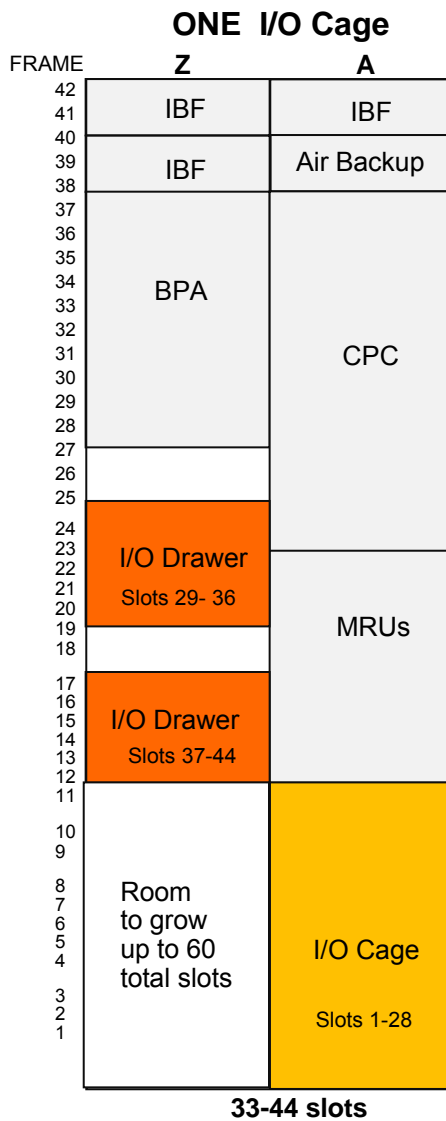 ONE I/O Cage
FRAME Z A
42
41
IBF IBF
40
39
38
IBF Air Backup
37
36
35
34
33
32
31
30
29
28
BPA
CPC
27
26
25
24
23
22
21
20
I/O Drawer
Slots 29- 36
MRUs
19
18
17
16
15
14
13
12
I/O Drawer
Slots 37-44
11
10
9
8
7
6
5
4
3
2
1
Room
to grow
up to 60
total slots
I/O Cage
Slots 1-28
33-44 slots